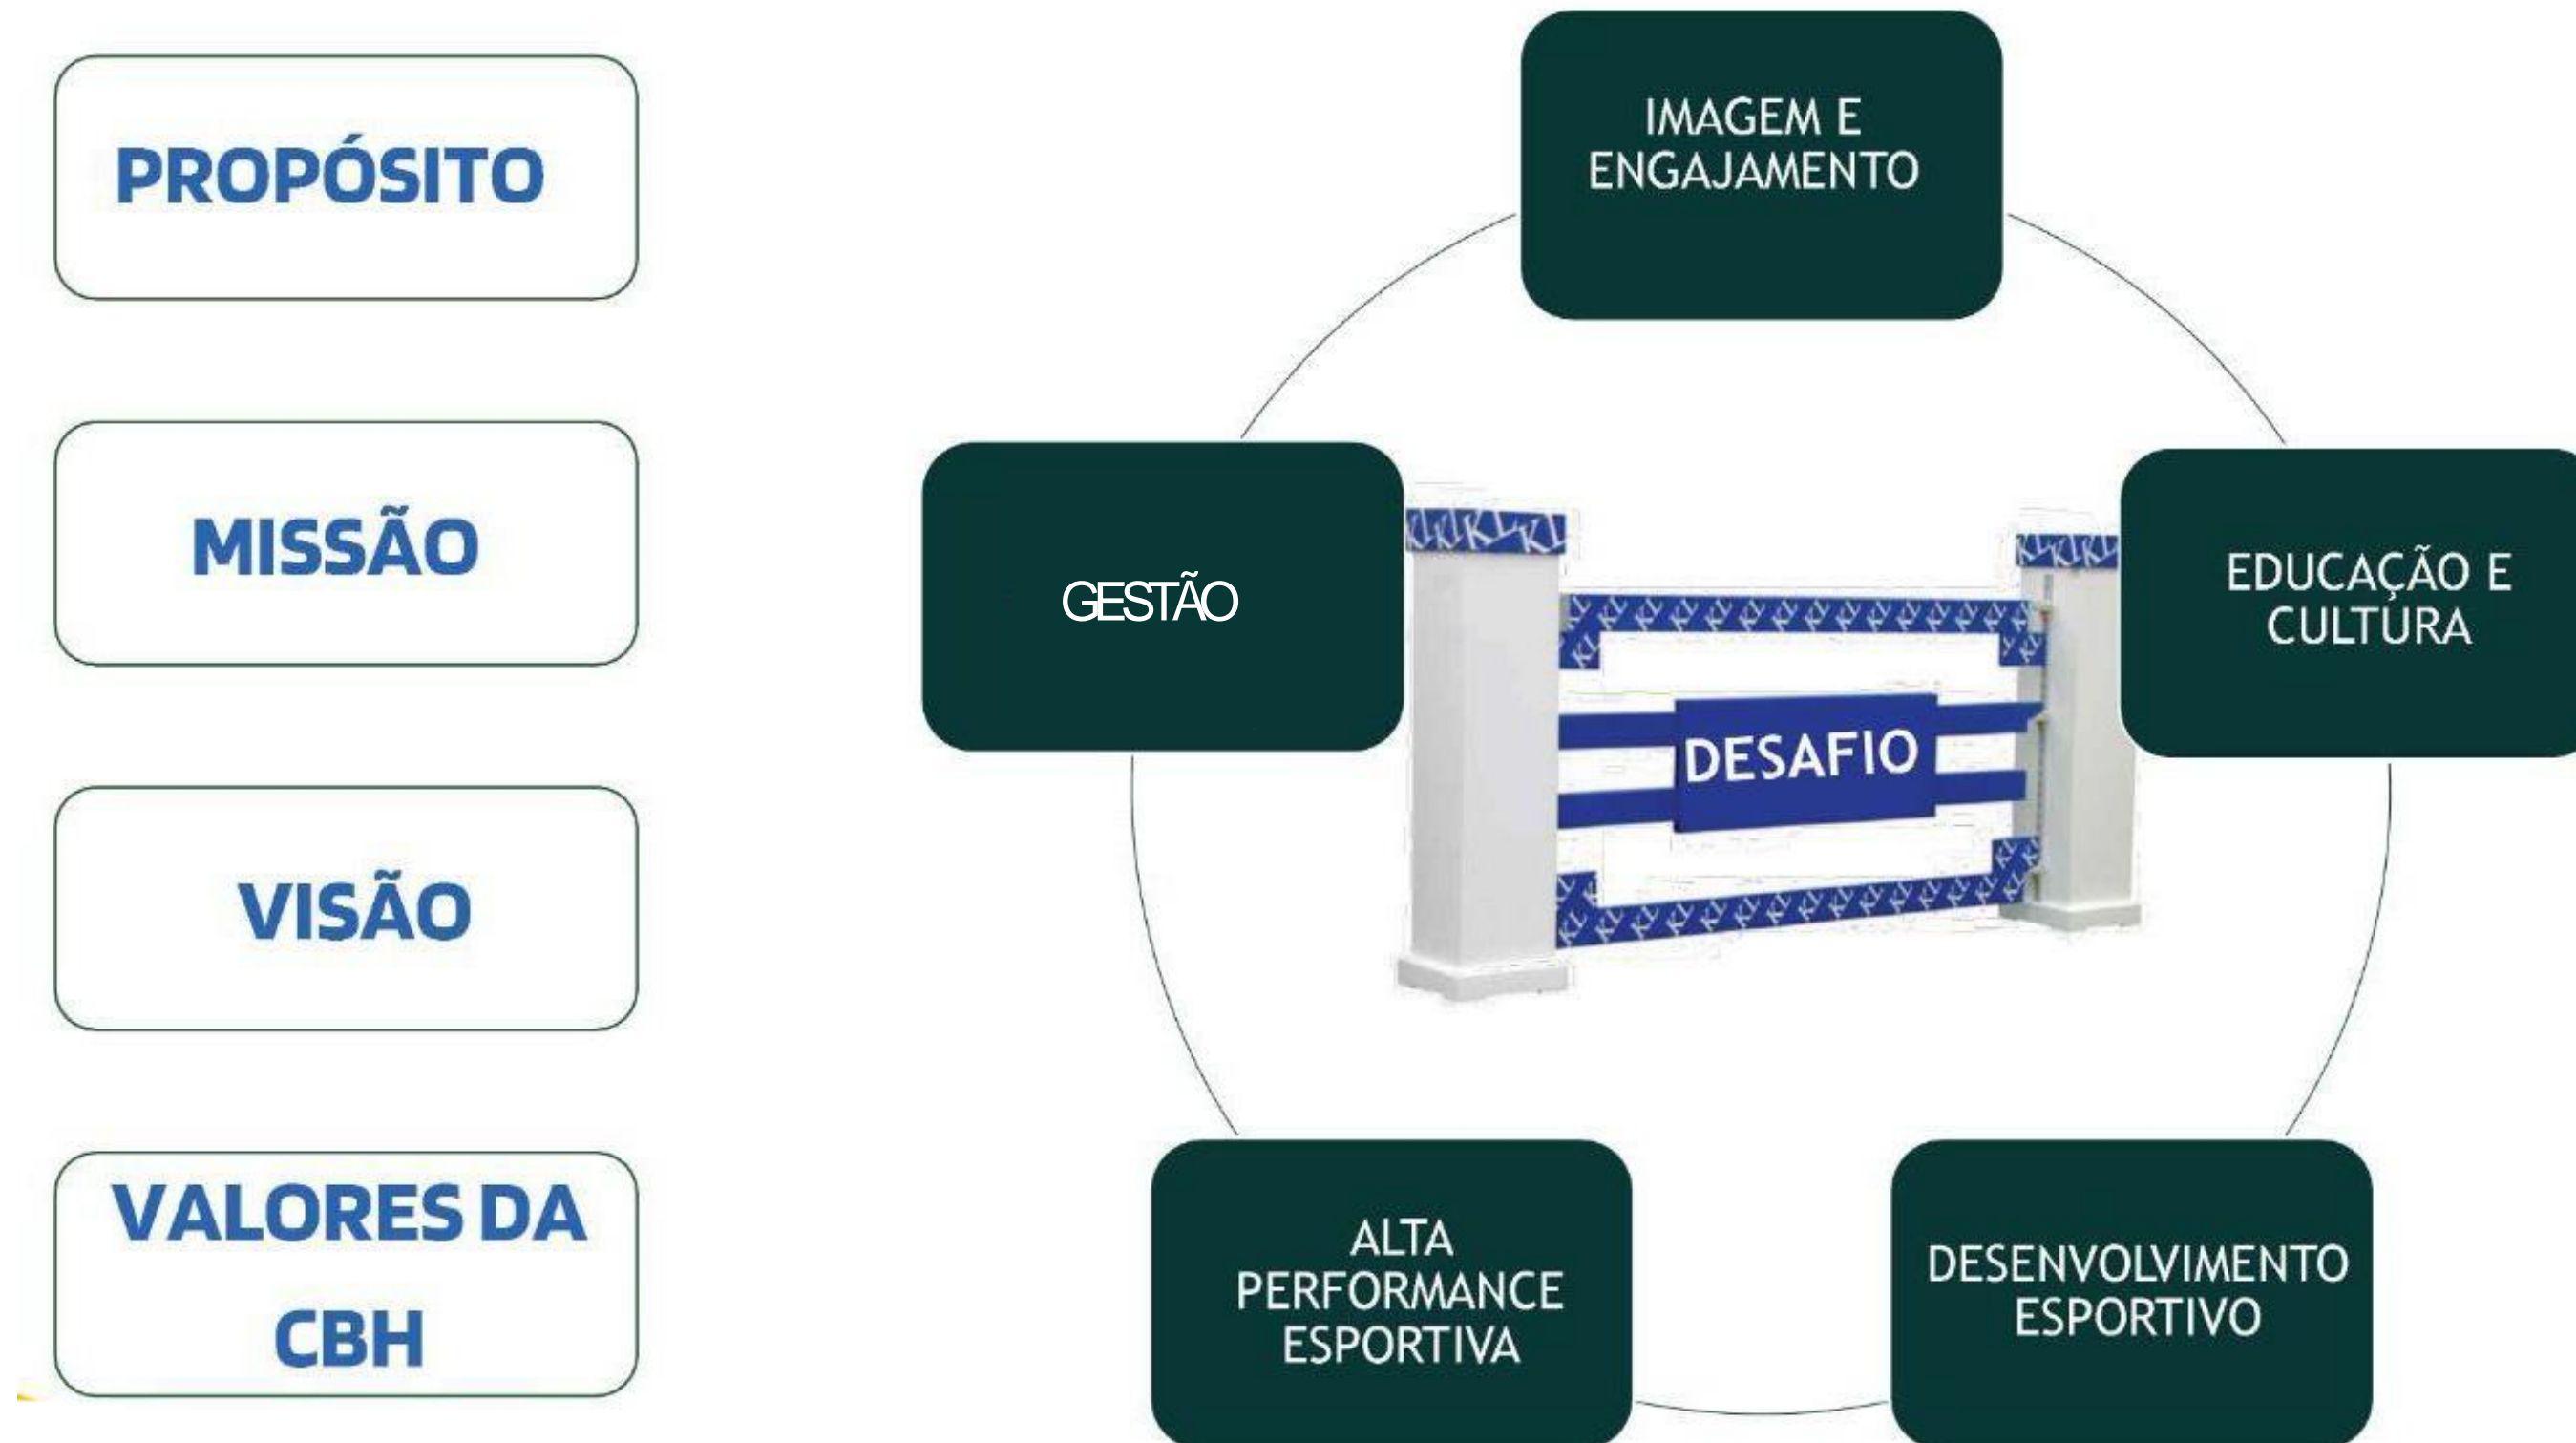 PROPÓSITO
MISSÃO
VISÃO
VALORES DA
CBH
IMAGEM E
ENGAJAMENTO
GESTÃO
EDUCAÇÃO E
CULTURA
DESAFIO
ALTA
PERFORMANCE
ESPORTIVA
DESENVOLVIMENTO
ESPORTIVO